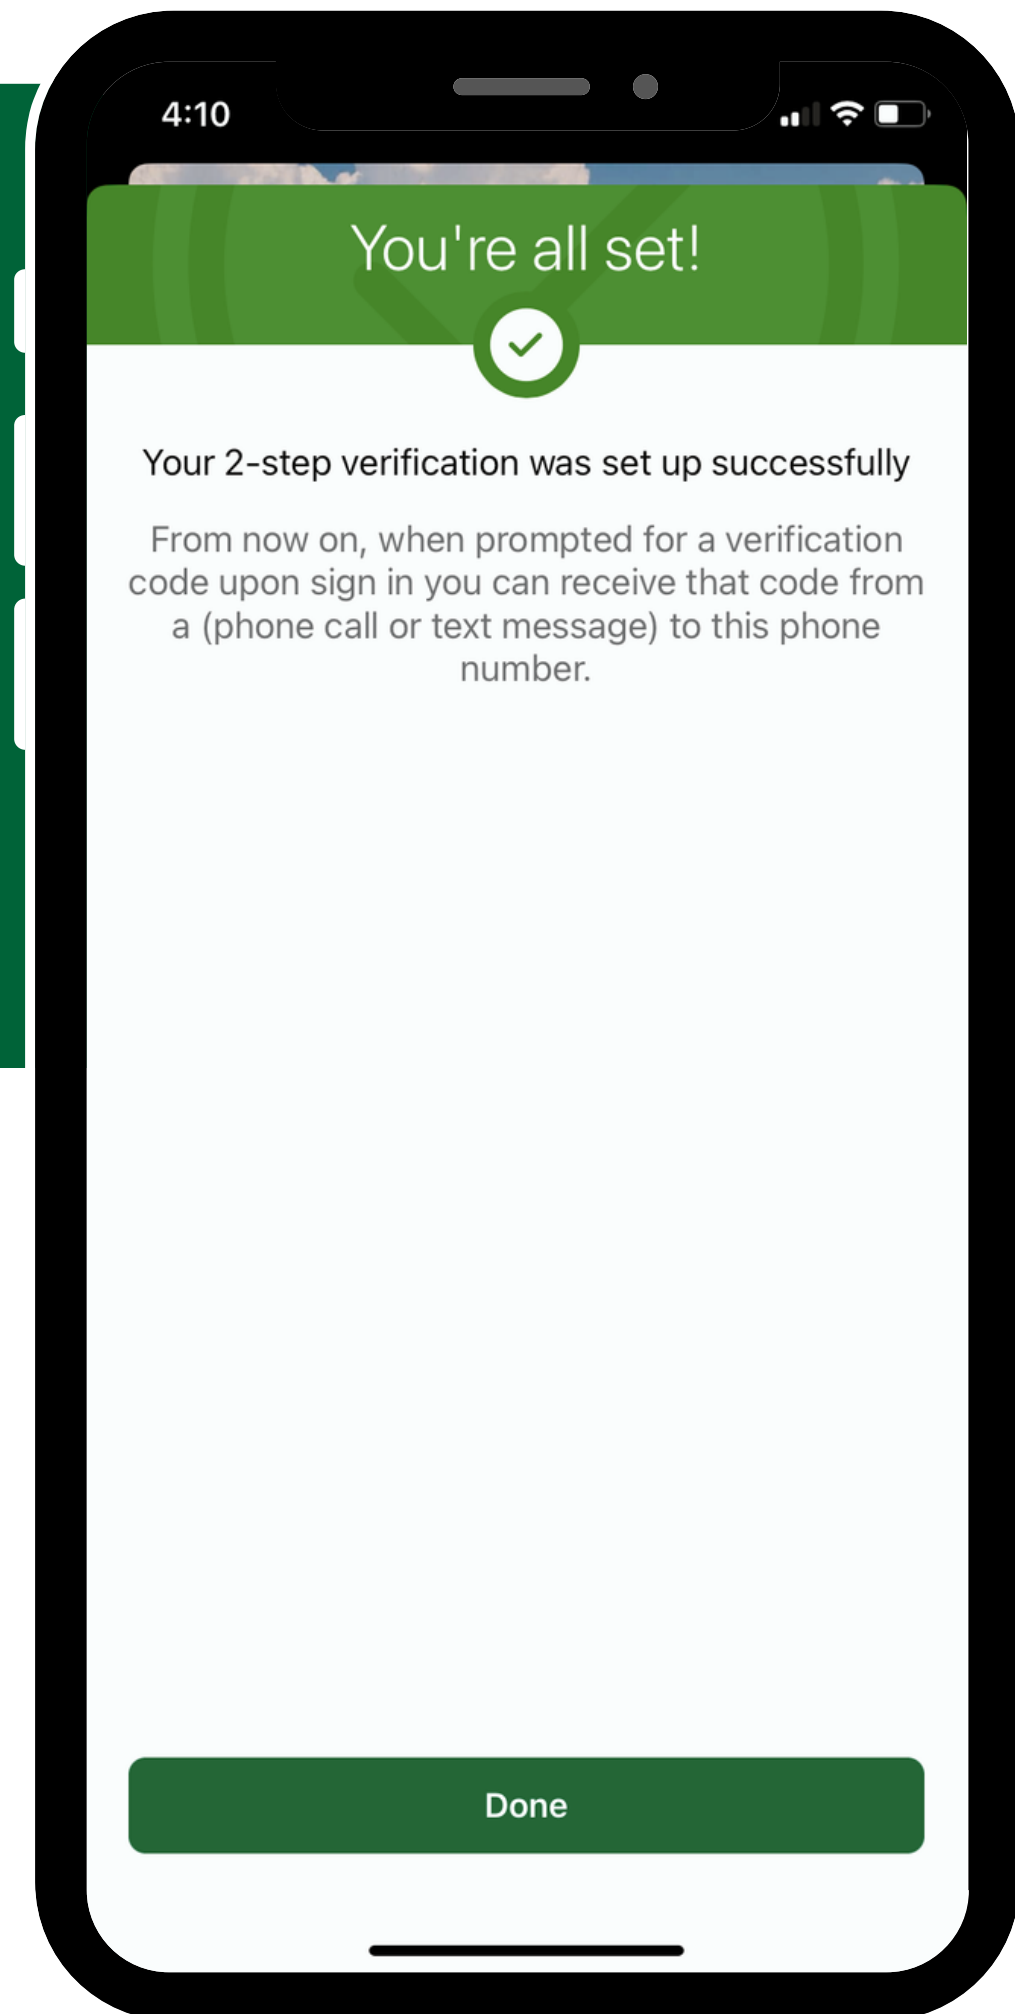 4:10
You're all set!
Your 2-step verification was set up successfully
From now on, when prompted for a verification
code upon sign in you can receive that code from
a (phone call or text message) to this phone
number.
Done